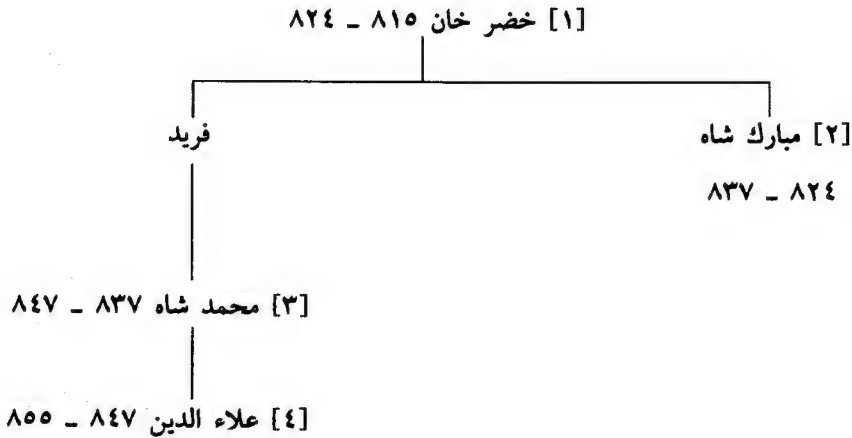 [١] خضر خان ٨١٥ ـ ٨٢٤
[٢] مبارك شاه
فريد
٨٢٤ ـ ٨٣٧
[٣] محمد شاه ٨٣٧ ـ ٨٤٧
[٤] علاء الدين ٨٤٧ ـ ٨٥٥